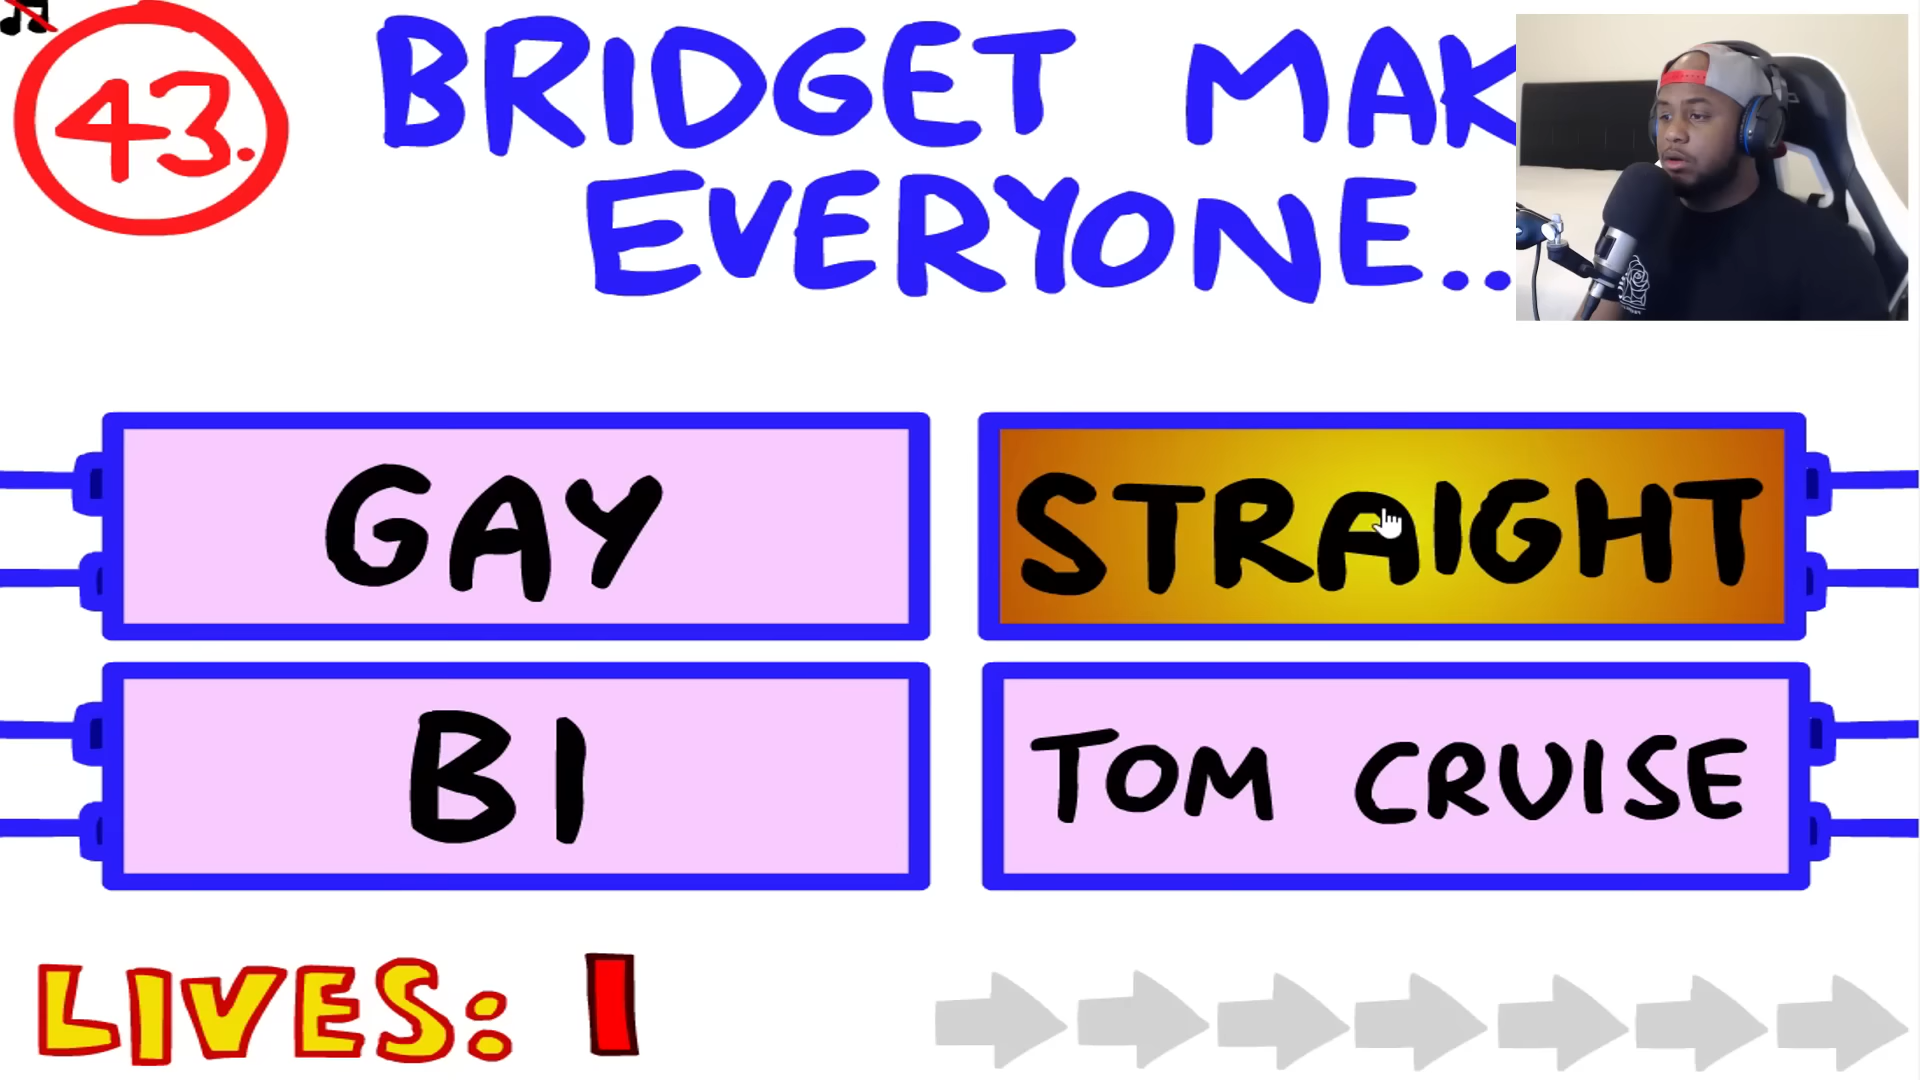 43.
BRIDGET MAK
EVERYONE..
GAY
STRAIGHT
BI
TOM CRUISE
LIVES: 1